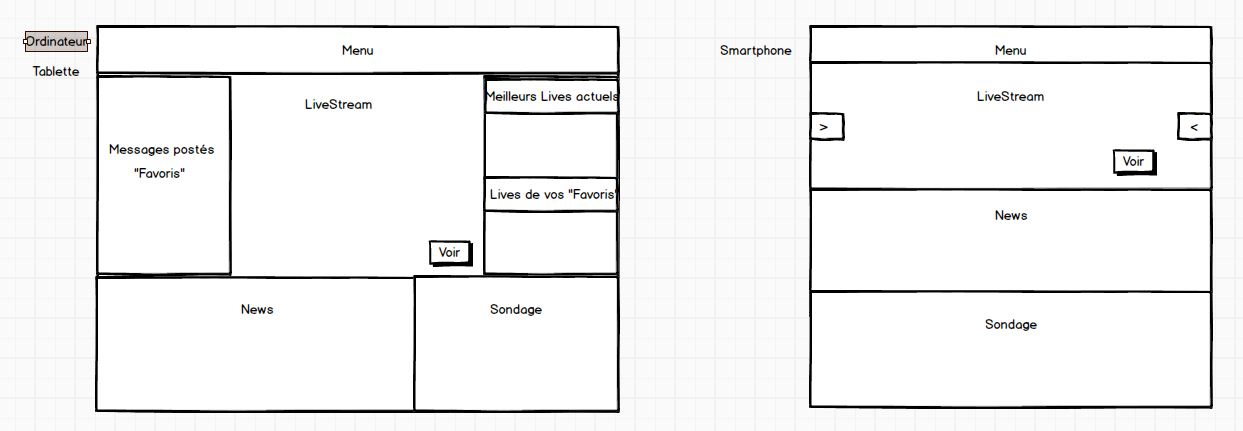 Ordinateur
Tablette
Menu
Messages postés
"Favoris"
LiveStream
Voir
Meilleurs Lives actuels
Lives de vos "Favoris"
News
Sondage
Smartphone
Menu
LiveStream
>
<
Voir
News
Sondage